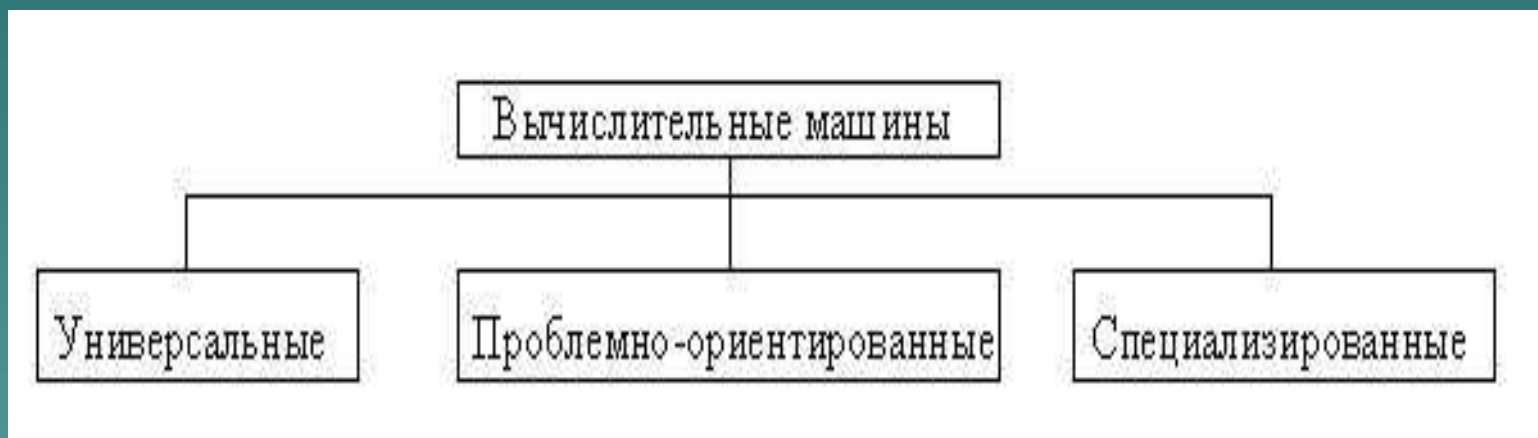 Вычислительные машины
Универсальные
Проблемно-ориентированные
Специализированные